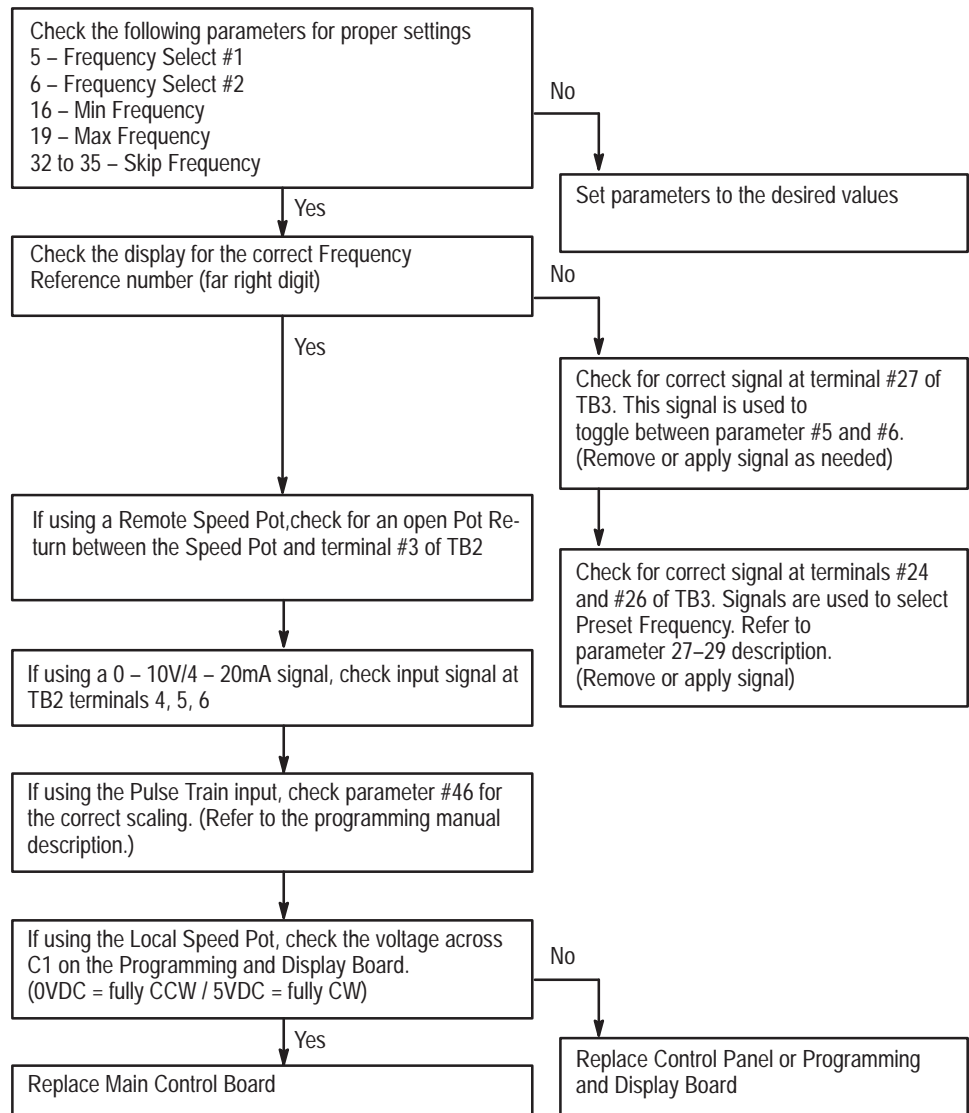 Check the following parameters for proper settings
5 – Frequency Select #1
6 – Frequency Select #2
16 – Min Frequency
19 – Max Frequency
32 to 35 – Skip Frequency
No
Set parameters to the desired values
Yes
Check the display for the correct Frequency
Reference number (far right digit)
No
Yes
Check for correct signal at terminal #27 of
TB3. This signal is used to
toggle between parameter #5 and #6.
(Remove or apply signal as needed)
If using a Remote Speed Pot,check for an open Pot Re-
turn between the Speed Pot and terminal #3 of TB2
Check for correct signal at terminals #24
and #26 of TB3. Signals are used to select
Preset Frequency. Refer to
parameter 27–29 description.
(Remove or apply signal)
If using a 0 – 10V/4 – 20mA signal, check input signal at
TB2 terminals 4, 5, 6
If using the Pulse Train input, check parameter #46 for
the correct scaling. (Refer to the programming manual
description.)
If using the Local Speed Pot, check the voltage across
C1 on the Programming and Display Board.
(0VDC = fully CCW / 5VDC = fully CW)
No
Yes
Replace Main Control Board
Replace Control Panel or Programming
and Display Board